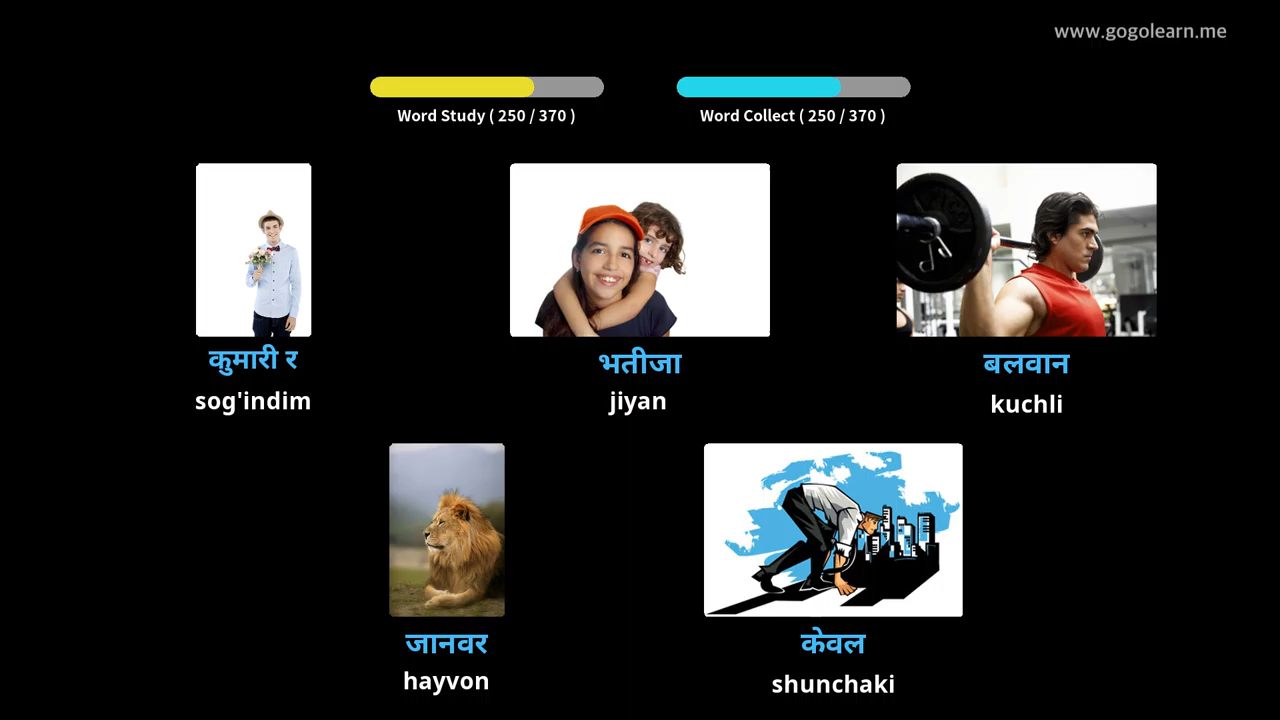 www.gogolearn.me
Word Study ( 250 / 370 )
Word Collect ( 250 / 370 )
कुमारी र
sog'indim
भतीजा
jiyan
बलवान
kuchli
जानवर
hayvon
केवल
shunchaki